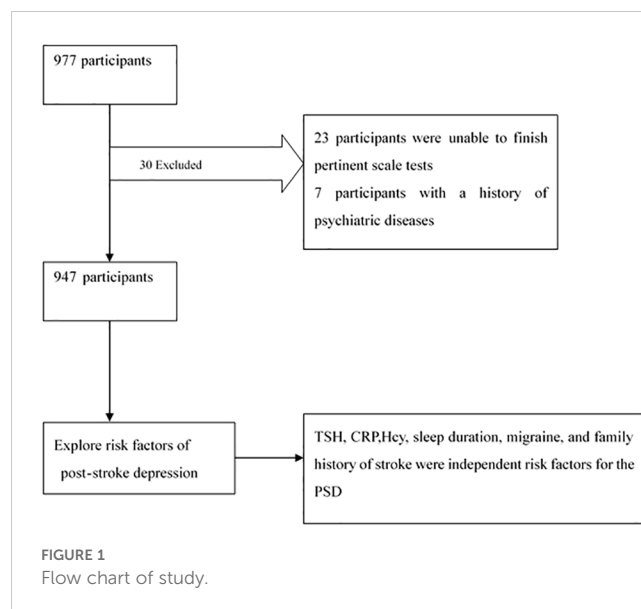 977 participants
30 Excluded
23 participants were unable to finish
pertinent scale tests
7 participants with a history of
psychiatric diseases
947 participants
Explore risk factors of
post-stroke depression
TSH, CRP,Hcy, sleep duration, migraine, and family
history of stroke were independent risk factors for the
PSD
FIGURE 1
Flow chart of study.